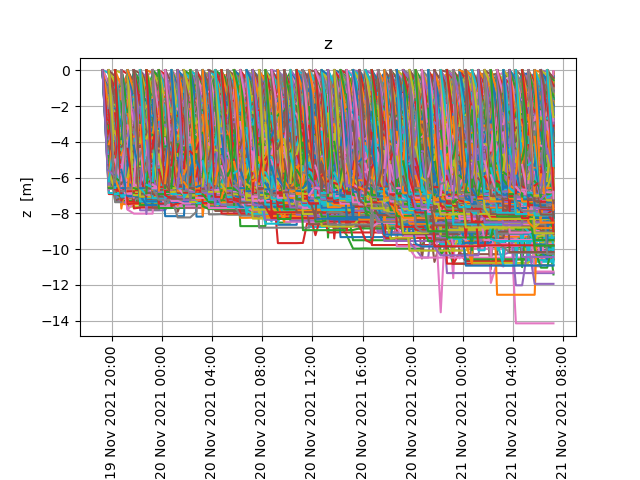 z
0
−2
−4
−6
−8
−10
−12
−14
z [m]
19 Nov 2021 20:00
20 Nov 2021 00:00
20 Nov 2021 04:00
20 Nov 2021 08:00
20 Nov 2021 12:00
20 Nov 2021 16:00
20 Nov 2021 20:00
21 Nov 2021 00:00
21 Nov 2021 04:00
21 Nov 2021 08:00